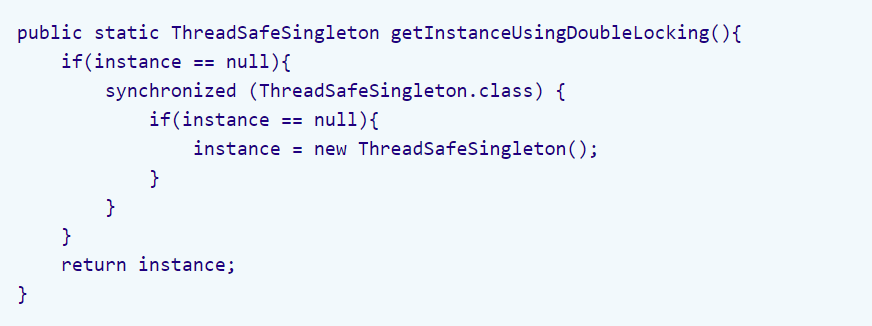 public static ThreadSafeSingleton getInstanceUsingDoubleLocking(){
    if(instance == null){
        synchronized (ThreadSafeSingleton.class) {
            if(instance == null){
                instance = new ThreadSafeSingleton();
            }
        }
    }
    return instance;
}